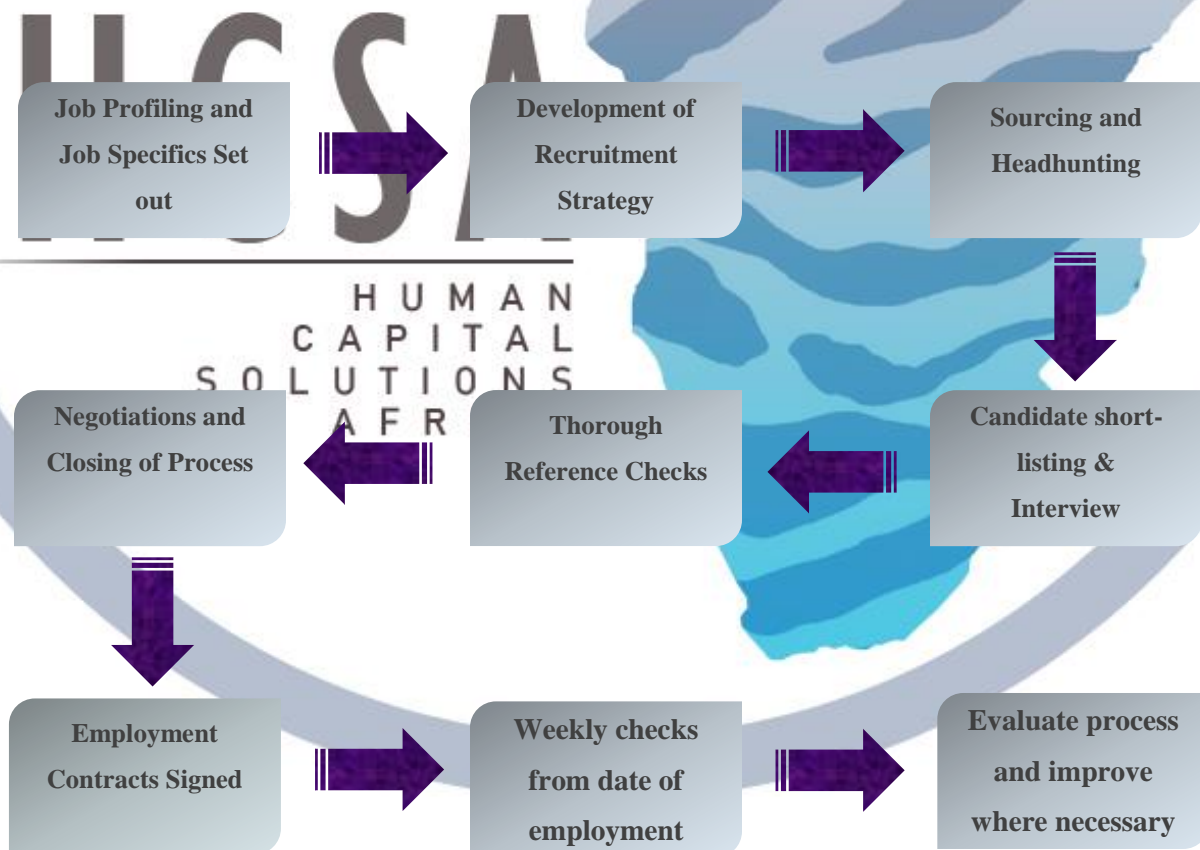 HCSA
HUMAN
CAPITAL
SOLUTIONS
AFR
Job Profiling and
Job Specifics Set
out
Development of
Recruitment
Strategy
Sourcing and
Headhunting
Candidate short-
listing &
Interview
Thorough
Reference Checks
Negotiations and
Closing of Process
Employment
Contracts Signed
Weekly checks
from date of
employment
Evaluate process
and improve
where necessary